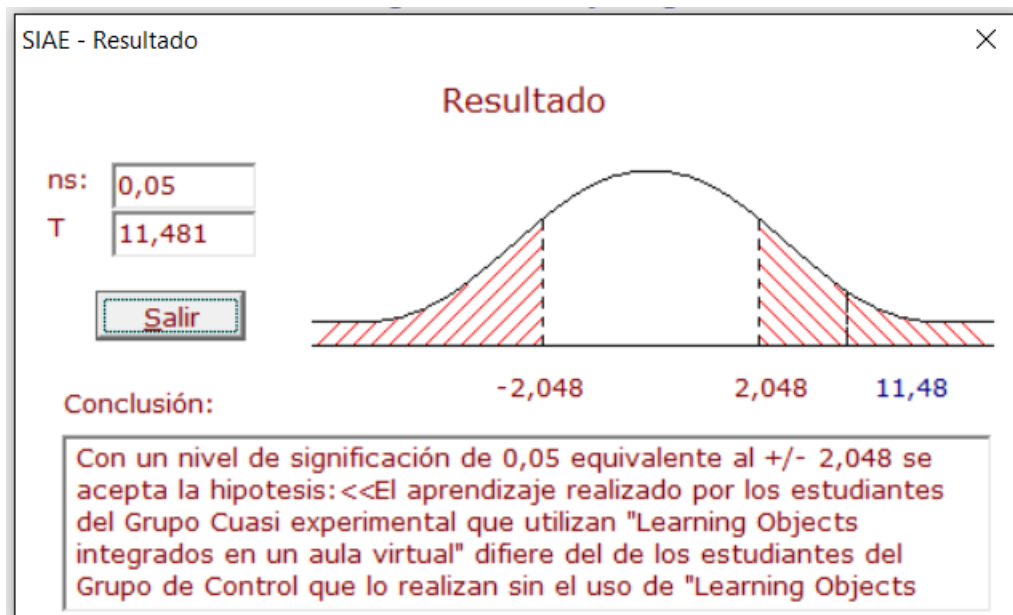 SIAE - Resultado
Resultado
ns: 0,05
T 11,481
Salir
-2,048 2,048 11,48
Conclusión:
Con un nivel de significación de 0,05 equivalente al +/- 2,048 se
acepta la hipotesis:<<El aprendizaje realizado por los estudiantes
del Grupo Cuasi experimental que utilizan "Learning Objects
integrados en un aula virtual" difiere del de los estudiantes del
Grupo de Control que lo realizan sin el uso de "Learning Objects